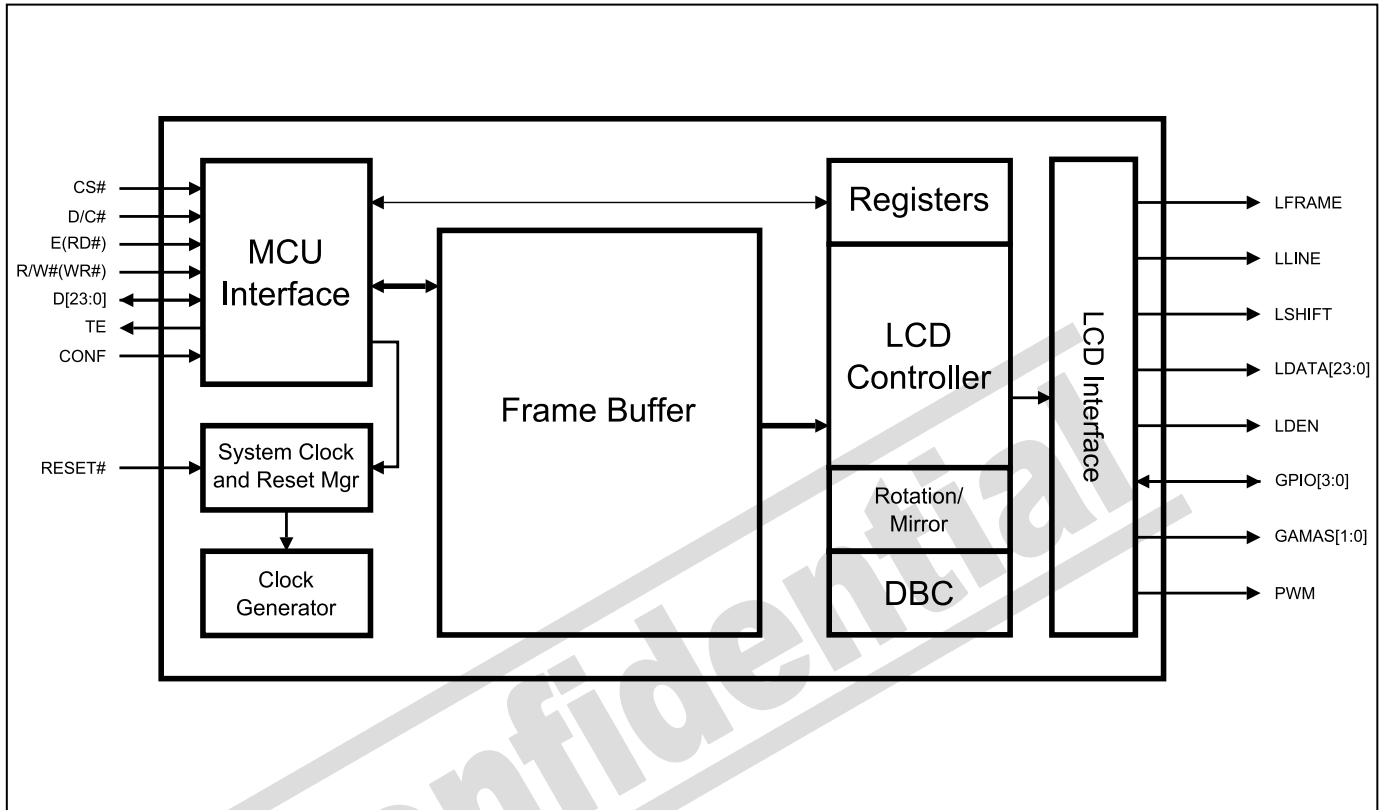 CS#
D/C#
E(RD#)
R/W#(WR#)
D[23:0]
TE
CONF
RESET#
MCU
Interface
System Clock
and Reset Mgr
Clock
Generator
Frame Buffer
Registers
LCD
Controller
Rotation/
Mirror
DBC
LCD Interface
LFRAME
LLINE
LSHIFT
LDATA[23:0]
LDEN
GPIO[3:0]
GAMAS[1:0]
PWM
nfidential